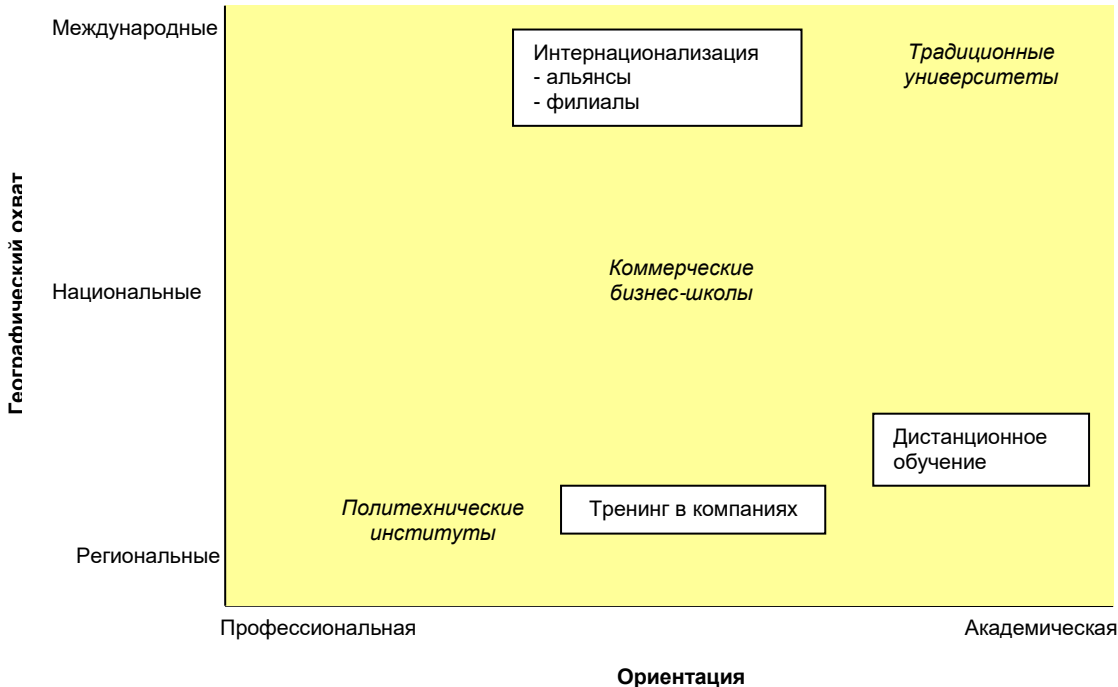 Международные
Интернационализация
- альянсы
- филиалы
Традиционные
университеты
Географический охват
Коммерческие
бизнес-школы
Национальные
Дистанционное
обучение
Политехнические
институты
Тренинг в компаниях
Региональные
Профессиональная
Академическая
Ориентация